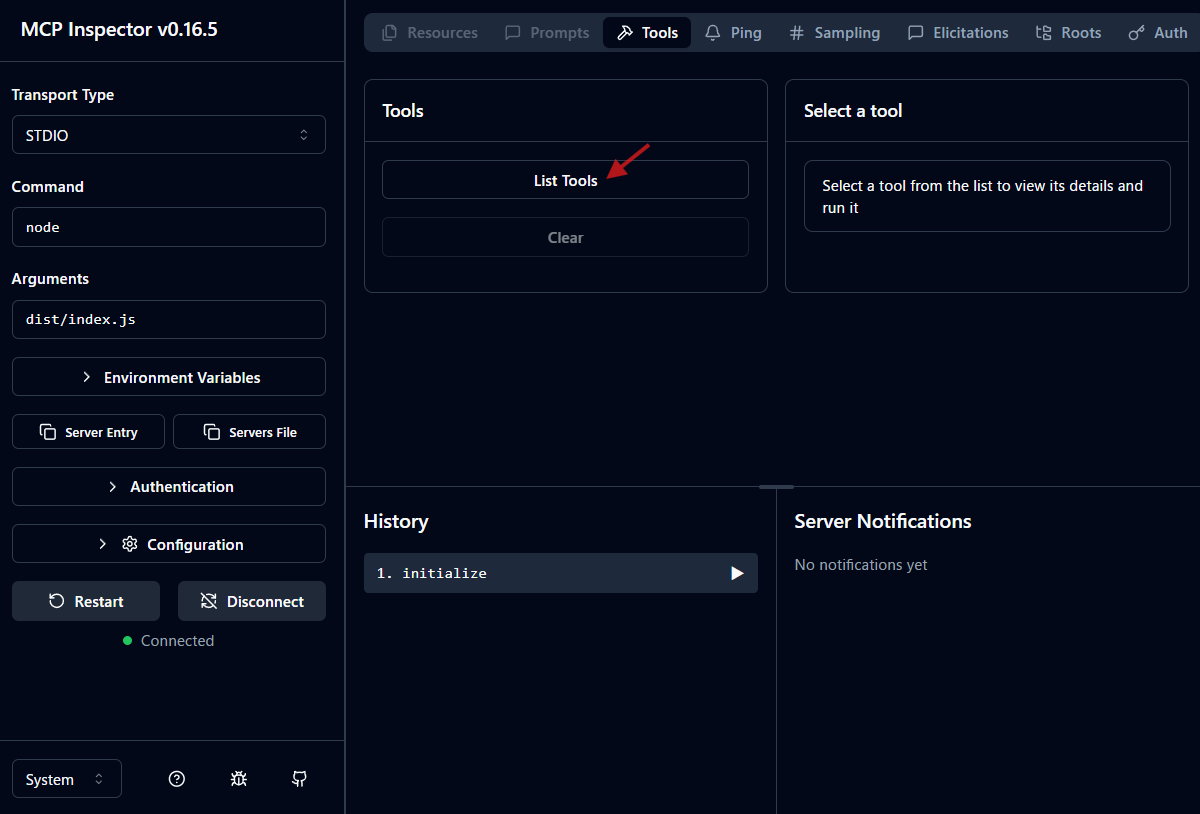 MCP Inspector v0.16.5
Transport Type
STDIO
Command
node
Arguments
dist/index.js
Environment Variables
Server Entry
Servers File
Authentication
Configuration
Restart
Disconnect
Connected
System
Resources
Prompts
Tools
Ping
Sampling
Elicitations
Roots
Auth
Tools
List Tools
Clear
Select a tool
Select a tool from the list to view its details and
run it
History
1. initialize
Server Notifications
No notifications yet